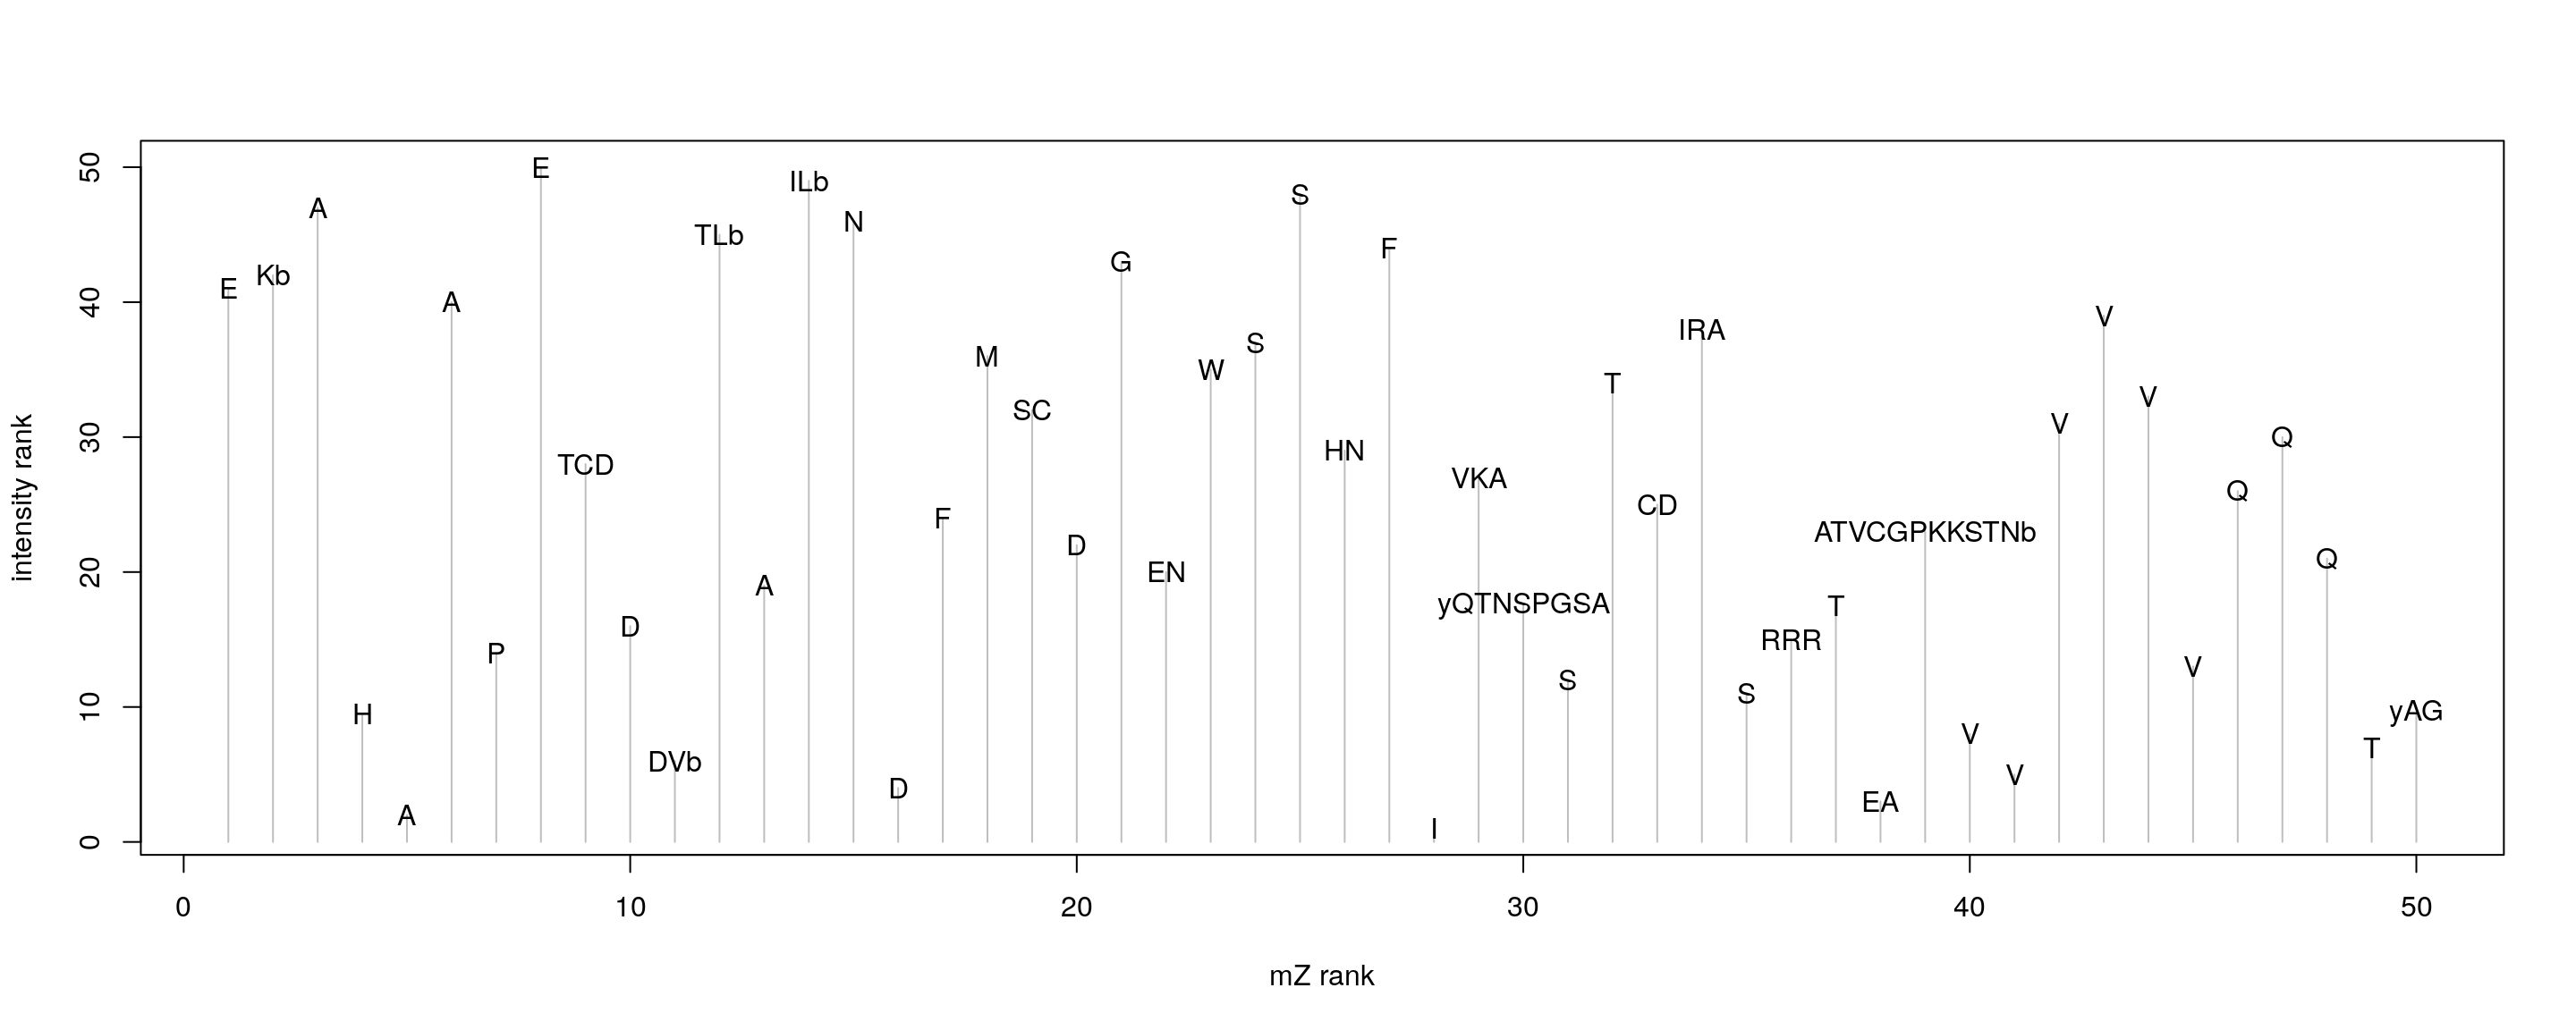 E
ILb
S
A
N
TLb
F
G
Kb
E
A
V
S
IRA
M
W
T
V
SC
V
Q
HN
TCD
VKA
Q
CD
F
ATVCGPKKSTNb
D
Q
EN
A
yQTNSPGSA
T
D
RRR
P
V
S
S
H
yAG
V
T
DVb
V
D
EA
A
I
50
40
30
20
10
0
intensity rank
0 10 20 30 40 50
mZ rank